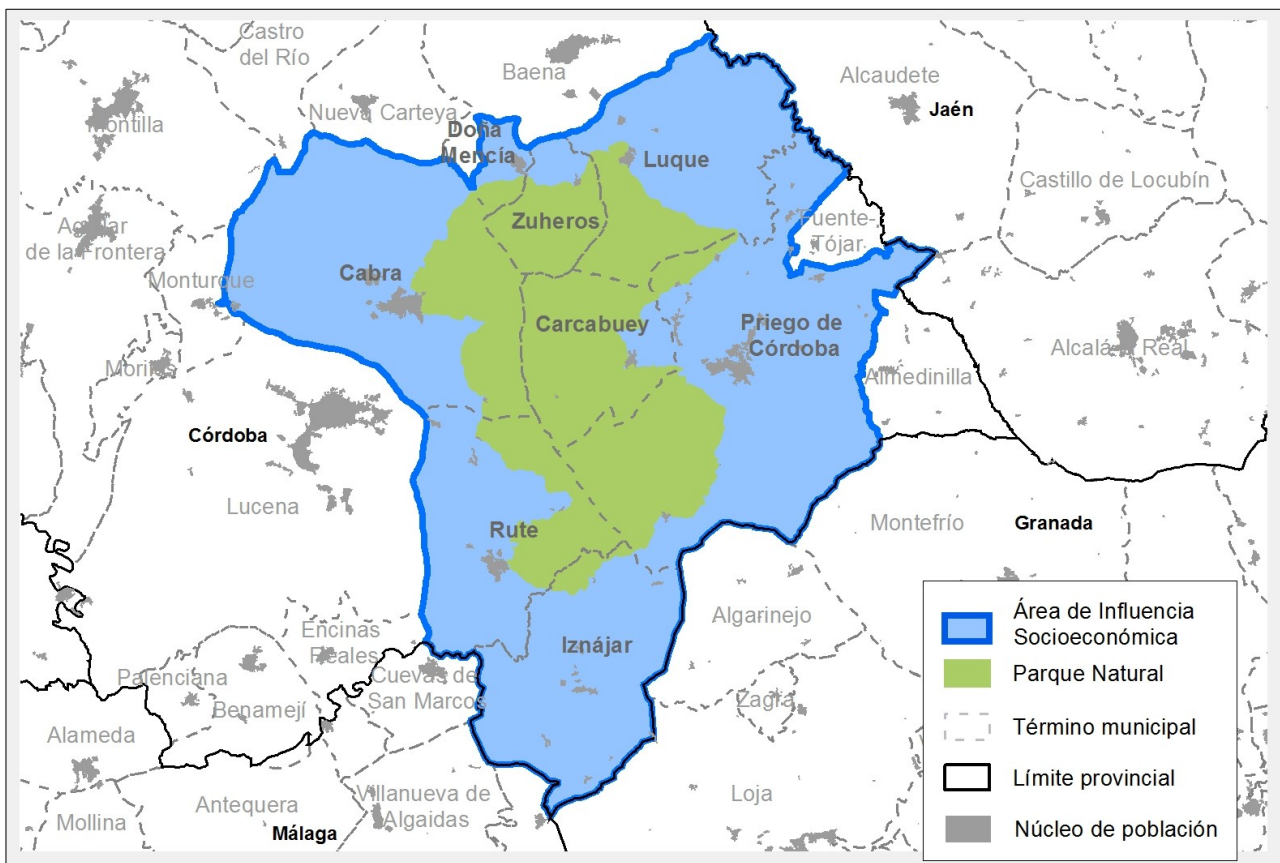 Castro
del Río
Baena
Alcaudete
Jaén
Montilla
Nueva Carteya
Doña
Mencía
Luque
Castillo de Locubín
Aguilar
de la Frontera
Zuheros
Fuente-
Tójar
Monturque
Cabra
Carcabuey
Priego de
Córdoba
Alcalá Real
Moriles
Almedinilla
Córdoba
Lucena
Rute
Montefrío
Granada
Algarinejo
Encinas
Reales
Iznájar
Palenciana
Cuevas de
San Marcos
Benamejí
Zagra
Alameda
Antequera
Villanueva de
Algaidas
Loja
Mollina
Málaga
Área de Influencia
Socioeconómica
Parque Natural
Término municipal
Límite provincial
Núcleo de población